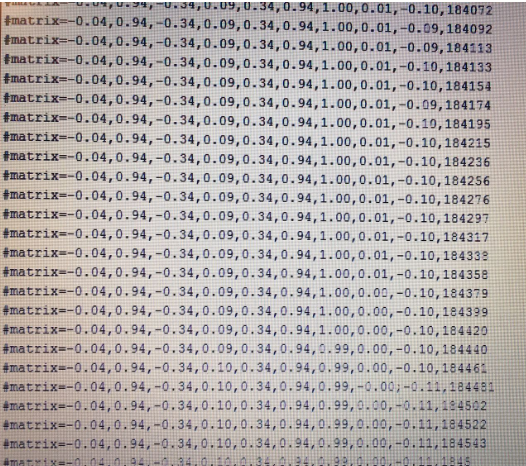 #matrix=-0.04,0.94,-0.34,0.09,0.34,0.94,1.00,0.01,-0.10,184072
#matrix=-0.04,0.94,-0.34,0.09,0.34,0.94,1.00,0.01,-0.09,184092
#matrix=-0.04,0.94,-0.34,0.09,0.34,0.94,1.00,0.01,-0.09,184113
#matrix=-0.04,0.94,-0.34,0.09,0.34,0.94,1.00,0.01,-0.10,184133
#matrix=-0.04,0.94,-0.34,0.09,0.34,0.94,1.00,0.01,-0.10,184154
#matrix=-0.04,0.94,-0.34,0.09,0.34,0.94,1.00,0.01,-0.09,184174
#matrix=-0.04,0.94,-0.34,0.09,0.34,0.94,1.00,0.01,-0.10,184195
#matrix=-0.04,0.94,-0.34,0.09,0.34,0.94,1.00,0.01,-0.10,184215
#matrix=-0.04,0.94,-0.34,0.09,0.34,0.94,1.00,0.01,-0.10,184236
#matrix=-0.04,0.94,-0.34,0.09,0.34,0.94,1.00,0.01,-0.10,184256
#matrix=-0.04,0.94,-0.34,0.09,0.34,0.94,1.00,0.01,-0.10,184276
#matrix=-0.04,0.94,-0.34,0.09,0.34,0.94,1.00,0.01,-0.10,184297
#matrix=-0.04,0.94,-0.34,0.09,0.34,0.94,1.00,0.01,-0.10,184317
#matrix=-0.04,0.94,-0.34,0.09,0.34,0.94,1.00,0.01,-0.10,184338
#matrix=-0.04,0.94,-0.34,0.09,0.34,0.94,1.00,0.01,-0.10,184358
#matrix=-0.04,0.94,-0.34,0.09,0.34,0.94,1.00,0.00,-0.10,184379
#matrix=-0.04,0.94,-0.34,0.09,0.34,0.94,1.00,0.00,-0.10,184399
#matrix=-0.04,0.94,-0.34,0.09,0.34,0.94,1.00,0.00,-0.10,184420
#matrix=-0.04,0.94,-0.34,0.09,0.34,0.94,0.99,0.00,-0.10,184440
#matrix=-0.04,0.94,-0.34,0.10,0.34,0.94,0.99,0.00,-0.10,184461
#matrix=-0.04,0.94,-0.34,0.10,0.34,0.94,0.99,-0.00,-0.11,184481
#matrix=-0.04,0.94,-0.34,0.10,0.34,0.94,0.99,0.00,-0.11,184502
#matrix=-0.04,0.94,-0.34,0.10,0.34,0.94,0.99,0.00,-0.11,184522
#matrix=-0.04,0.94,-0.34,0.10,0.34,0.94,0.99,0.00,-0.11,184543